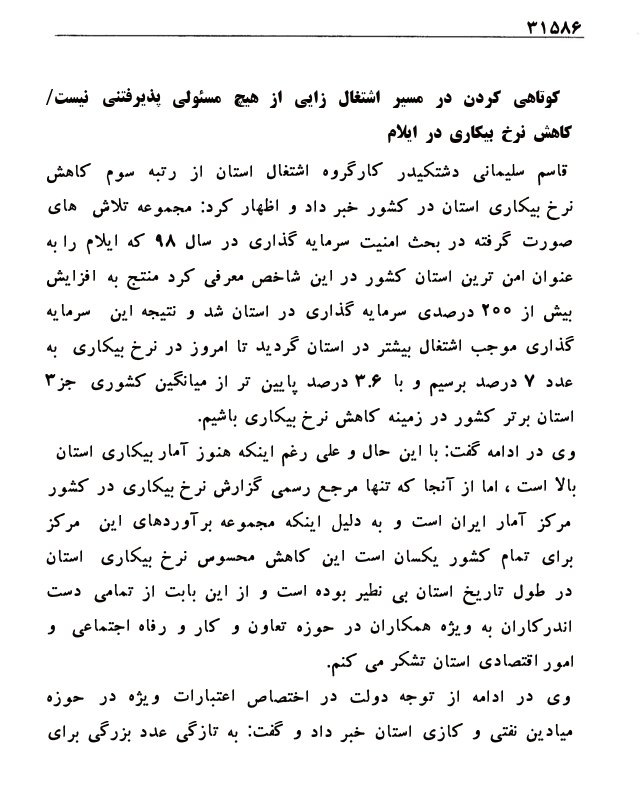 ۳۱۵۸۶
کوتاهی کردن در مسیر اشتغال زایی از هیچ مسئولی پذیرفتنی نیست/
کاهش نرخ بیکاری در ایلام
قاسم سلیمانی دشتکیدر کارگروه اشتغال استان از رتبه سوم کاهش
نرخ بیکاری استان در کشور خبر داد و اظهار کرد: مجموعه تلاش های
صورت گرفته در بحث امنیت سرمایه گذاری در سال ۹۸ که ایلام را به
عنوان امن ترین استان کشور در این شاخص معرفی کرد منتج به افزایش
بیش از ۲۰۰ درصدی سرمایه گذاری در استان شد و نتیجه این سرمایه
گذاری موجب اشتغال بیشتر در استان گردید تا امروز در نرخ بیکاری به
عدد ۷ درصد برسیم و با ۳.۶ درصد پایین تر از میانگین کشوری جز۳
استان برتر کشور در زمینه کاهش نرخ بیکاری باشیم.
وی در ادامه گفت: با این حال و علی رغم اینکه هنوز آمار بیکاری استان
بالا است ، اما از آنجا که تنها مرجع رسمی گزارش نرخ بیکاری در کشور
مرکز آمار ایران است و به دلیل اینکه مجموعه برآوردهای این مرکز
برای تمام کشور یکسان است این کاهش محسوس نرخ بیکاری استان
در طول تاریخ استان بی نطیر بوده است و از این بابت از تمامی دست
اندرکاران به ویژه همکاران در حوزه تعاون و کار و رفاه اجتماعی و
امور اقتصادی استان تشکر می کنم.
وی در ادامه از توجه دولت در اختصاص اعتبارات ویژه در حوزه
میادین نفتی و کازی استان خبر داد و گفت: به تازگی عدد بزرگی برای